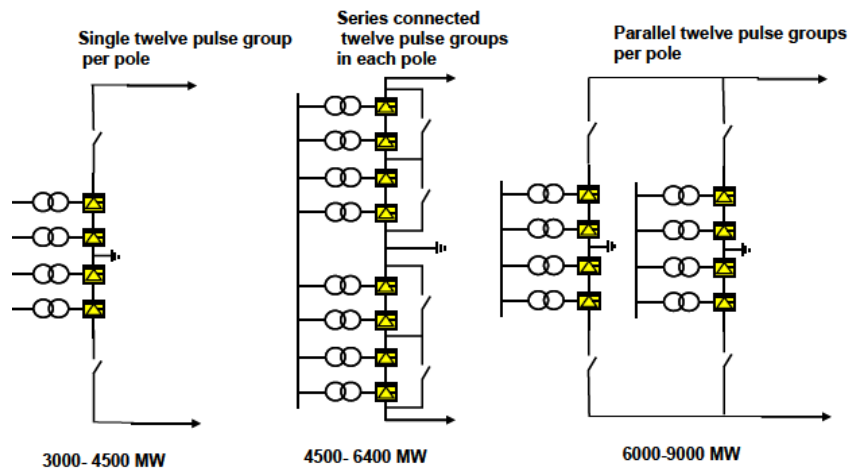 Single twelve pulse group
per pole
Series connected
twelve pulse groups
in each pole
Parallel twelve pulse groups
per pole
3000- 4500 MW
4500- 6400 MW
6000-9000 MW